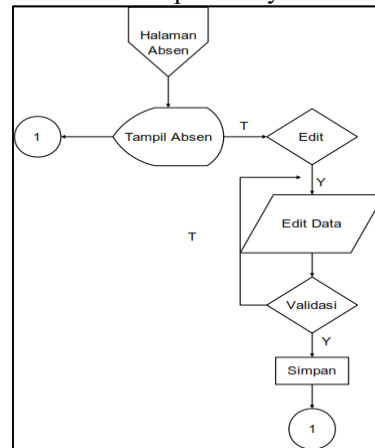 Halaman
Absen
1
Tampil Absen
T
Edit
Y
Edit Data
T
Validasi
Y
Simpan
1